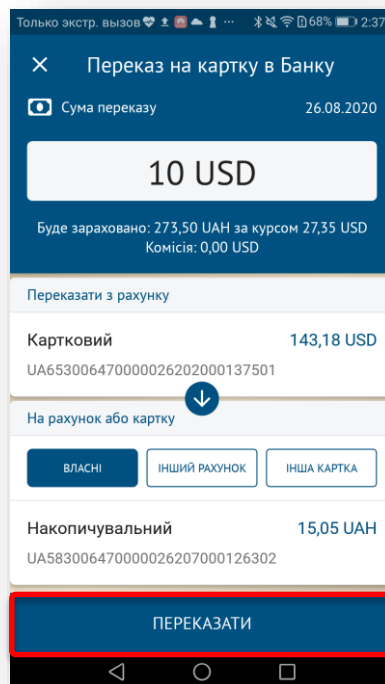 Только экстр. вызов ... 68% 2:37
Переказ на картку в Банку
Сума переказу 26.08.2020
10 USD
Буде зараховано: 273,50 UAH за курсом 27,35 USD
Комісія: 0,00 USD
Переказати з рахунку
Картковий 143,18 USD
UA653006470000026202000137501
На рахунок або картку
ВЛАСНІ ІНШИЙ РАХУНОК ІНША КАРТКА
Накопичувальний 15,05 UAH
UA583006470000026207000126302
ПЕРЕКАЗАТИ